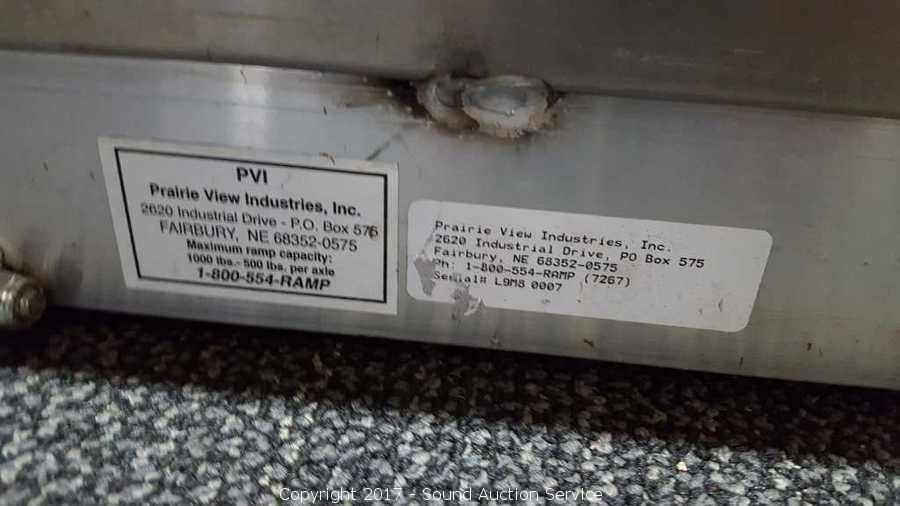 PVI
Prairie View Industries, Inc.
2620 Industrial Drive - P.O. Box 575
FAIRBURY, NE 68352-0575
Maximum ramp capacity:
1000 lbs.- 500 lbs. per axle
1-800-554-RAMP
Prairie View Industries, Inc.
2620 Industrial Drive, PO Box 575
Fairbury, NE 68352-0575
Ph: 1-800-554-RAMP (7267)
Serial# L9M8 0007
Copyright 2017 - Sound Auction Service